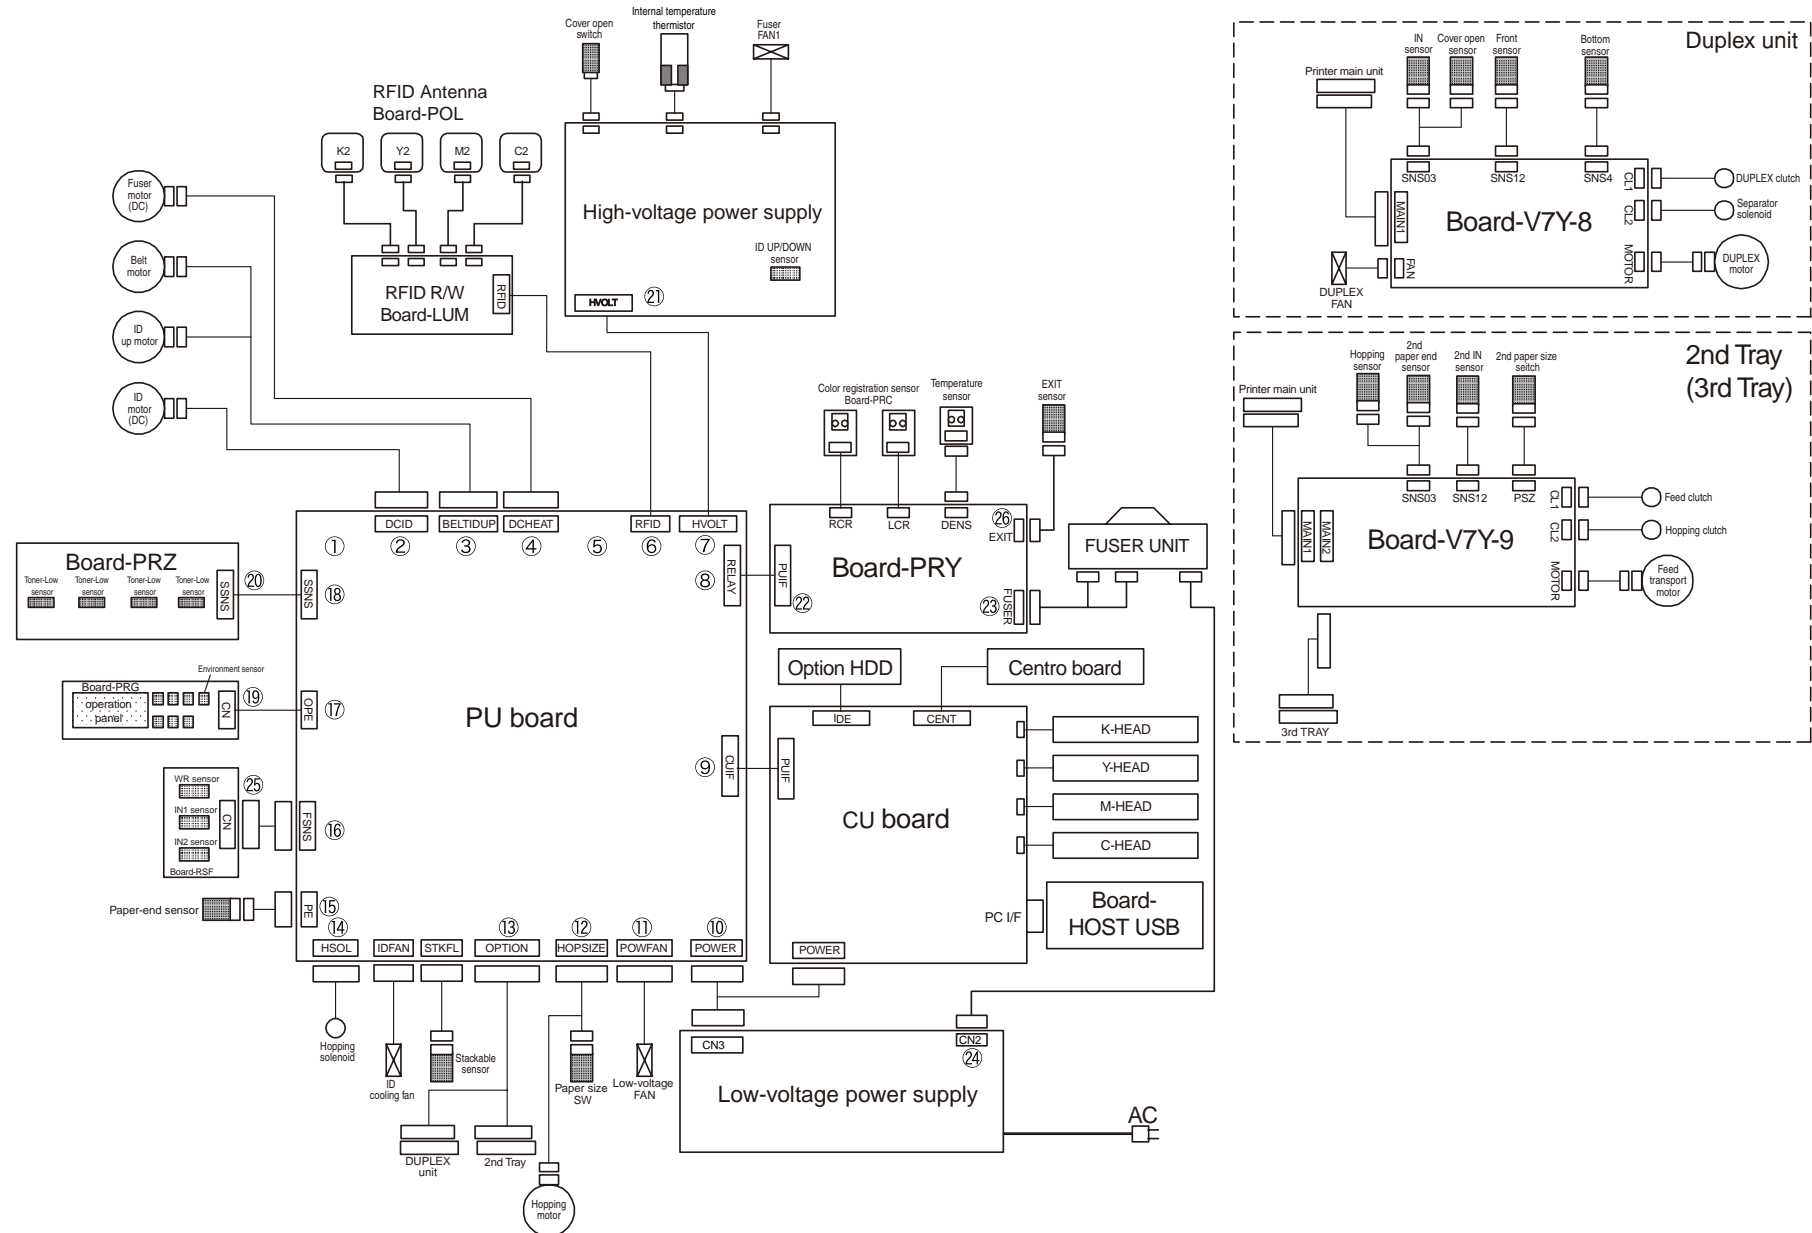 Cover open
switch
Internal temperature
thermistor
Fuser
FAN1
RFID Antenna
Board-POL
K2
Y2
M2
C2
Fuser
motor
(DC)
Belt
motor
ID
up motor
ID
motor
(DC)
RFID R/W
Board-LUM
RFID
High-voltage power supply
ID UP/DOWN
sensor
HVOLT
㉑
Color registration sensor
Board-PRC
Temperature
sensor
EXIT
sensor
DCID
BELTIDUP
DCHEAT
RFID
HVOLT
①
②
③
④
⑤
⑥
⑦
RCR
LCR
DENS
㉖
EXIT
Board-PRY
PUIF
㉒
㉓
FUSER
FUSER UNIT
⑧
RELAY
Board-PRZ
Toner-Low
sensor
Toner-Low
sensor
Toner-Low
sensor
Toner-Low
sensor
SSNS
⑳
SSNS
⑱
Environment sensor
Board-PRG
operation
panel
CN
⑲
OPE
⑰
PU board
Option HDD
Centro board
IDE
CENT
K-HEAD
Y-HEAD
M-HEAD
C-HEAD
⑨
CUIF
PUIF
CU board
WR sensor
IN1 sensor
IN2 sensor
Board-RSF
CN
㉕
FSNS
⑯
Paper-end sensor
PE
⑮
PC I/F
Board-
HOST USB
POWER
⑭
⑬
⑫
⑪
⑩
HSOL
IDFAN
STKFL
OPTION
HOPSIZE
POWFAN
POWER
Hopping
solenoid
ID
cooling fan
Stackable
sensor
Paper size
SW
Low-voltage
FAN
DUPLEX
unit
2nd Tray
Hopping
motor
CN3
CN2
㉔
Low-voltage power supply
AC
Duplex unit
IN
sensor
Cover open
sensor
Front
sensor
Bottom
sensor
Printer main unit
SNS03
SNS12
SNS4
CL1
DUPLEX clutch
CL2
Separator
solenoid
MAIN1
Board-V7Y-8
FAN
DUPLEX
FAN
MOTOR
DUPLEX
motor
2nd Tray
(3rd Tray)
Hopping
sensor
2nd
paper end
sensor
2nd IN
sensor
2nd paper size
seitch
Printer main unit
SNS03
SNS12
PSZ
CL1
Feed clutch
CL2
Hopping clutch
MAIN1
MAIN2
Board-V7Y-9
MOTOR
Feed
transport
motor
3rd TRAY